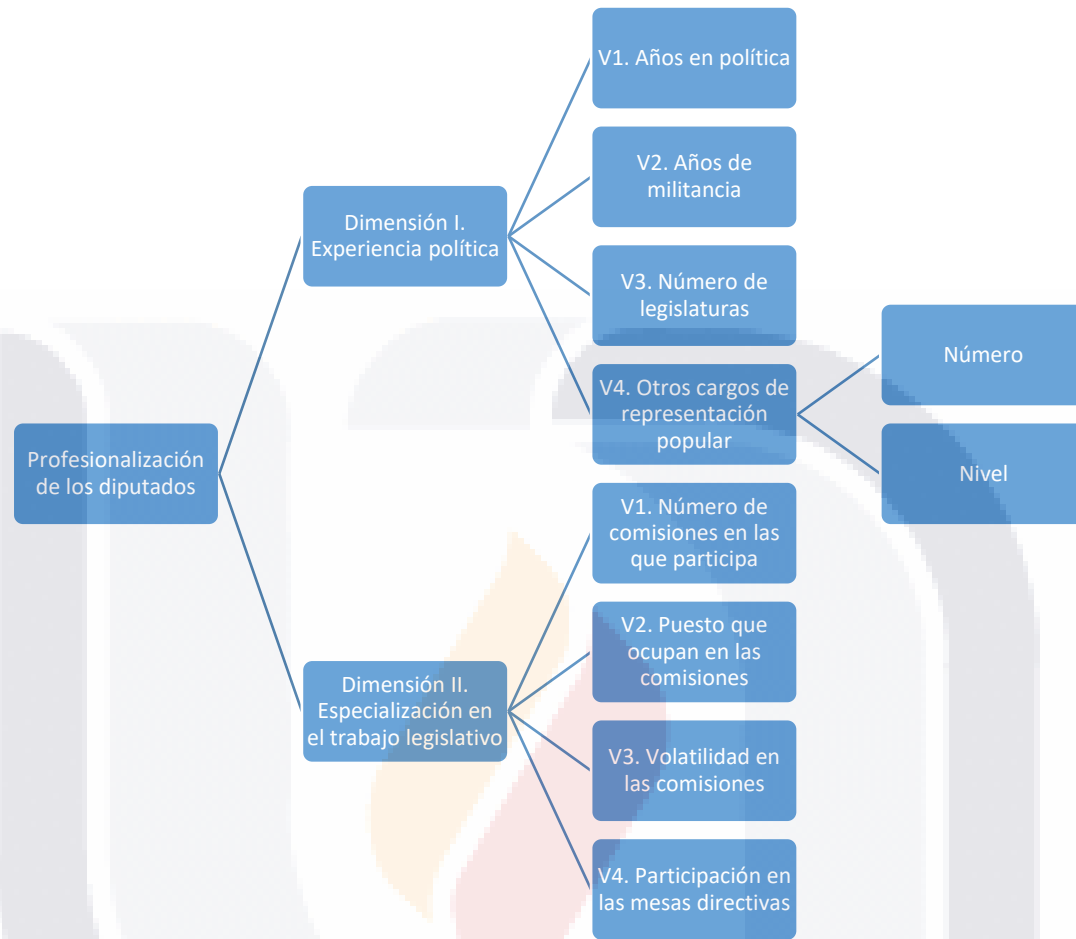 Profesionalización
de los diputados
Dimensión I.
Experiencia política
V1. Años en política
V2. Años de
militancia
V3. Número de
legislaturas
V4. Otros cargos de
representación
popular
Número
Nivel
Dimensión II.
Especialización en
el trabajo legislativo
V1. Número de
comisiones en las
que participa
V2. Puesto que
ocupan en las
comisiones
V3. Volatilidad en
las comisiones
V4. Participación en
las mesas directivas